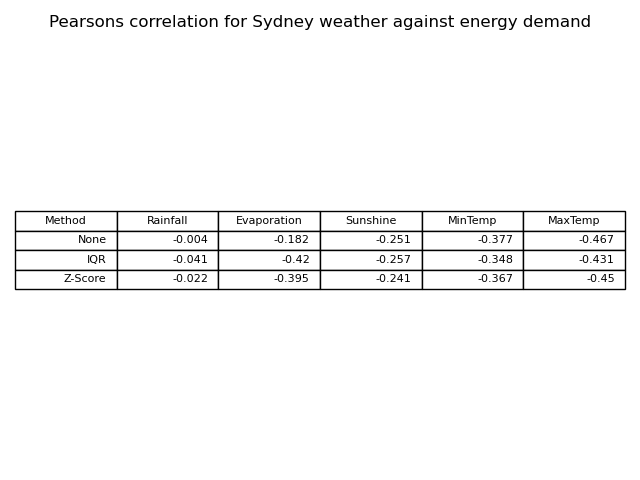 Pearsons correlation for Sydney weather against energy demand
Method Rainfall Evaporation Sunshine MinTemp MaxTemp
None -0.004 -0.182 -0.251 -0.377 -0.467
IQR -0.041 -0.42 -0.257 -0.348 -0.431
Z-Score -0.022 -0.395 -0.241 -0.367 -0.45